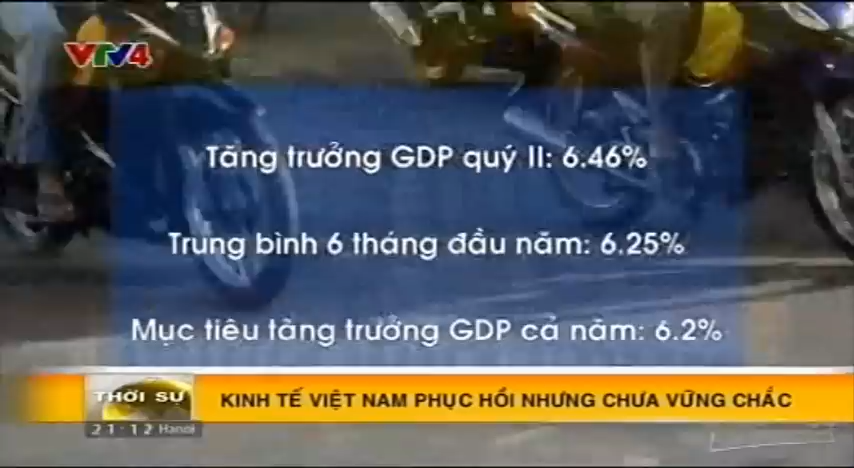 VTV4
Tăng trưởng GDP quý II: 6.46%
Trung bình 6 tháng đầu năm: 6.25%
Mục tiêu tăng trưởng GDP cả năm: 6.2%
THỜI SỰ
KINH TẾ VIỆT NAM PHỤC HỒI NHƯNG CHƯA VỮNG CHẮC
21:12 Hanoi